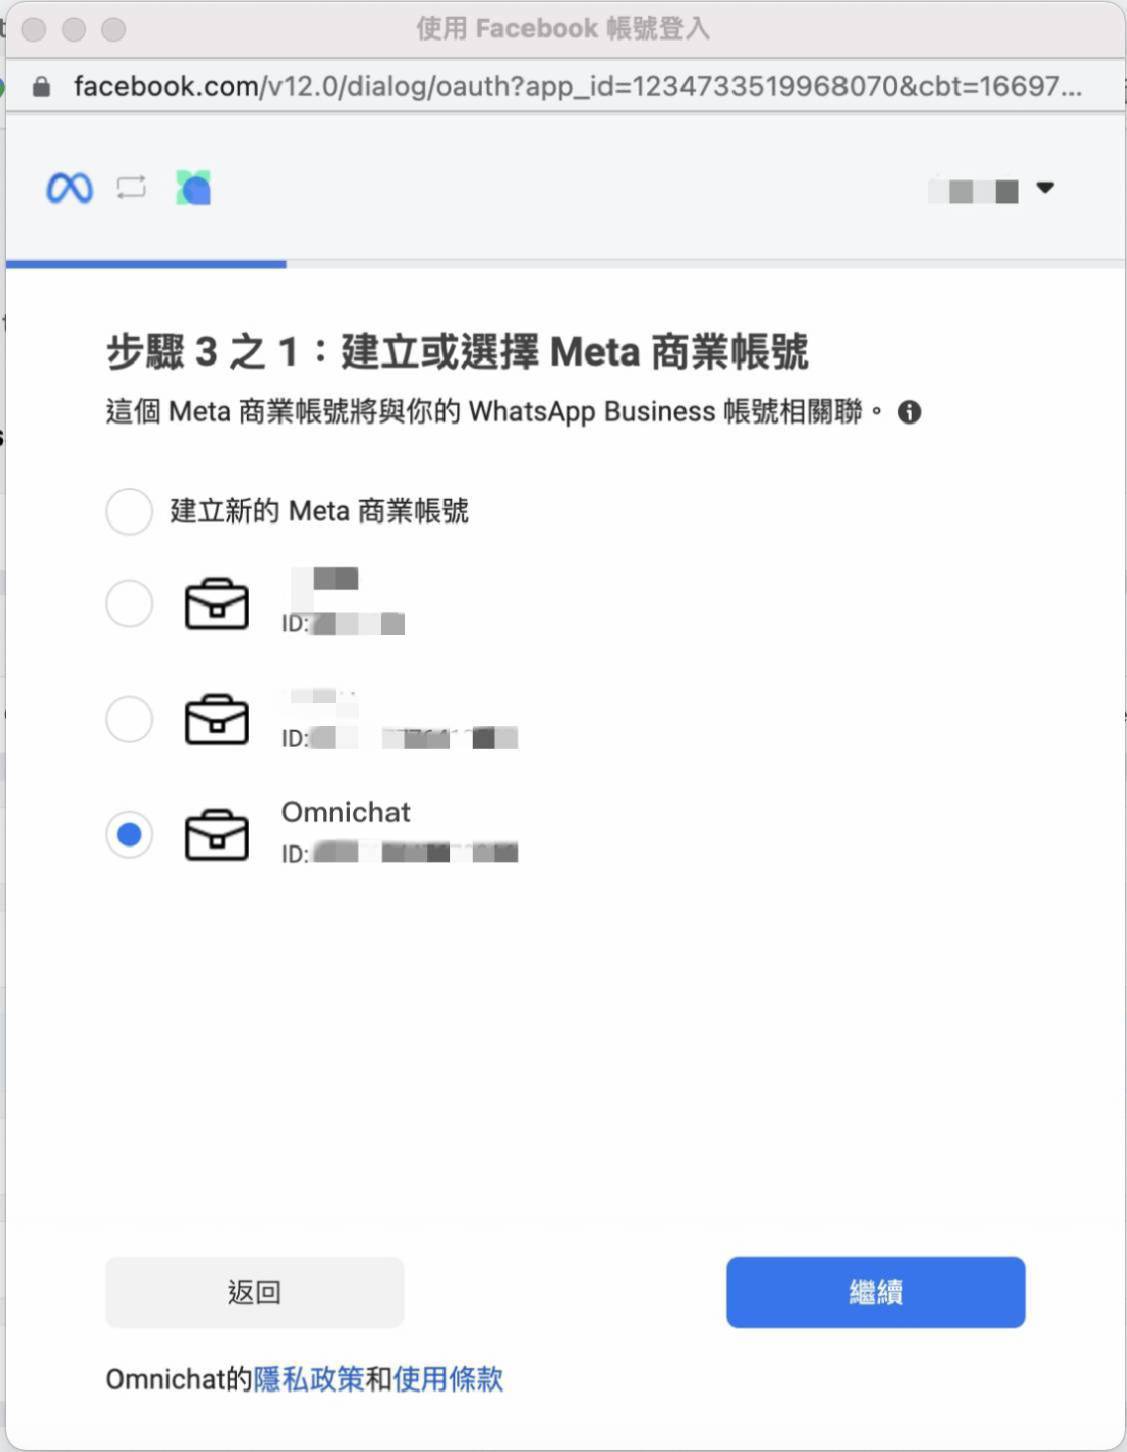 使用 Facebook 帳號登入
facebook.com/v12.0/dialog/oauth?app_id=1234733519968070&cbt=16697...
步驟 3 之 1：建立或選擇 Meta 商業帳號
這個 Meta 商業帳號將與你的 WhatsApp Business 帳號相關聯。
建立新的 Meta 商業帳號
ID:
ID:
Omnichat
ID:
返回
繼續
Omnichat的隱私政策和使用條款